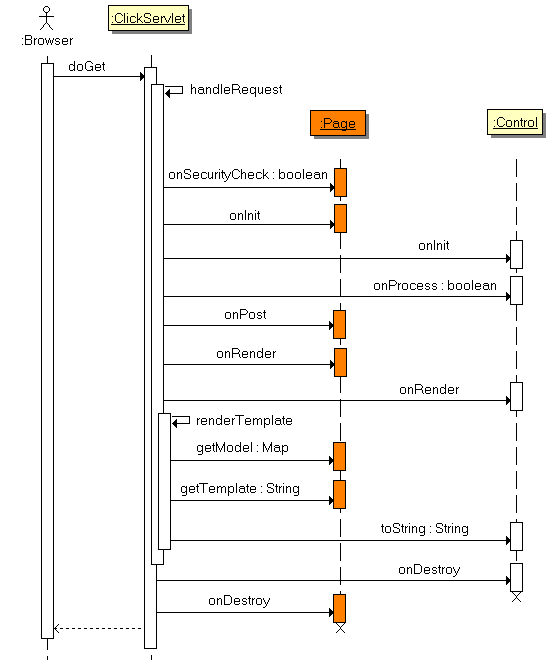 :ClickServlet
:Browser
doGet
handleRequest
:Page
:Control
onSecurityCheck : boolean
onInit
onInit
onProcess : boolean
onPost
onRender
onRender
renderTemplate
getModel : Map
getTemplate : String
toString : String
onDestroy
onDestroy